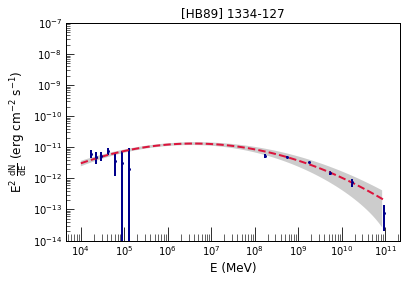 [HB89] 1334-127
10⁻⁷
10⁻⁸
10⁻⁹
10⁻¹⁰
10⁻¹¹
10⁻¹²
10⁻¹³
10⁻¹⁴
E² dN/dE (erg cm⁻² s⁻¹)
10⁴ 10⁵ 10⁶ 10⁷ 10⁸ 10⁹ 10¹⁰ 10¹¹
E (MeV)